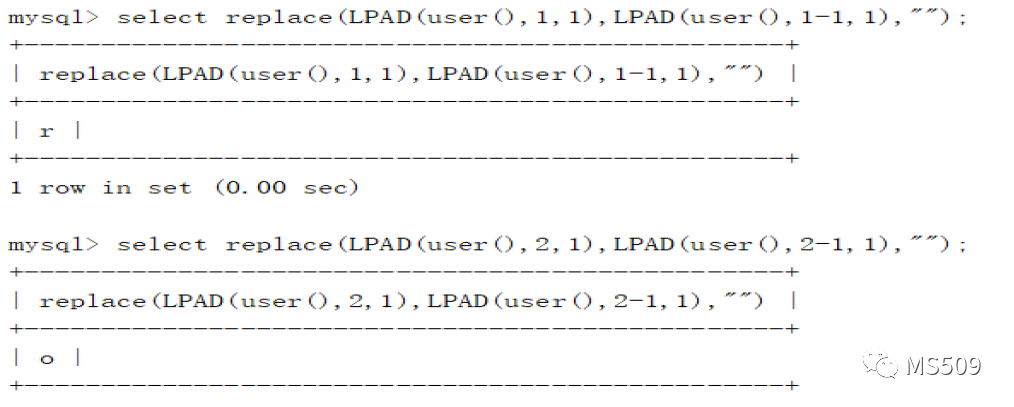 mysql> select replace(LPAD(user(),1,1),LPAD(user(),1-1,1),"");
+--------------------------------------------------+
| replace(LPAD(user(),1,1),LPAD(user(),1-1,1),"") |
+--------------------------------------------------+
| r |
+--------------------------------------------------+
1 row in set (0.00 sec)
mysql> select replace(LPAD(user(),2,1),LPAD(user(),2-1,1),"");
+--------------------------------------------------+
| replace(LPAD(user(),2,1),LPAD(user(),2-1,1),"") |
+--------------------------------------------------+
| o |
+--------------------------------------------------+
MS509